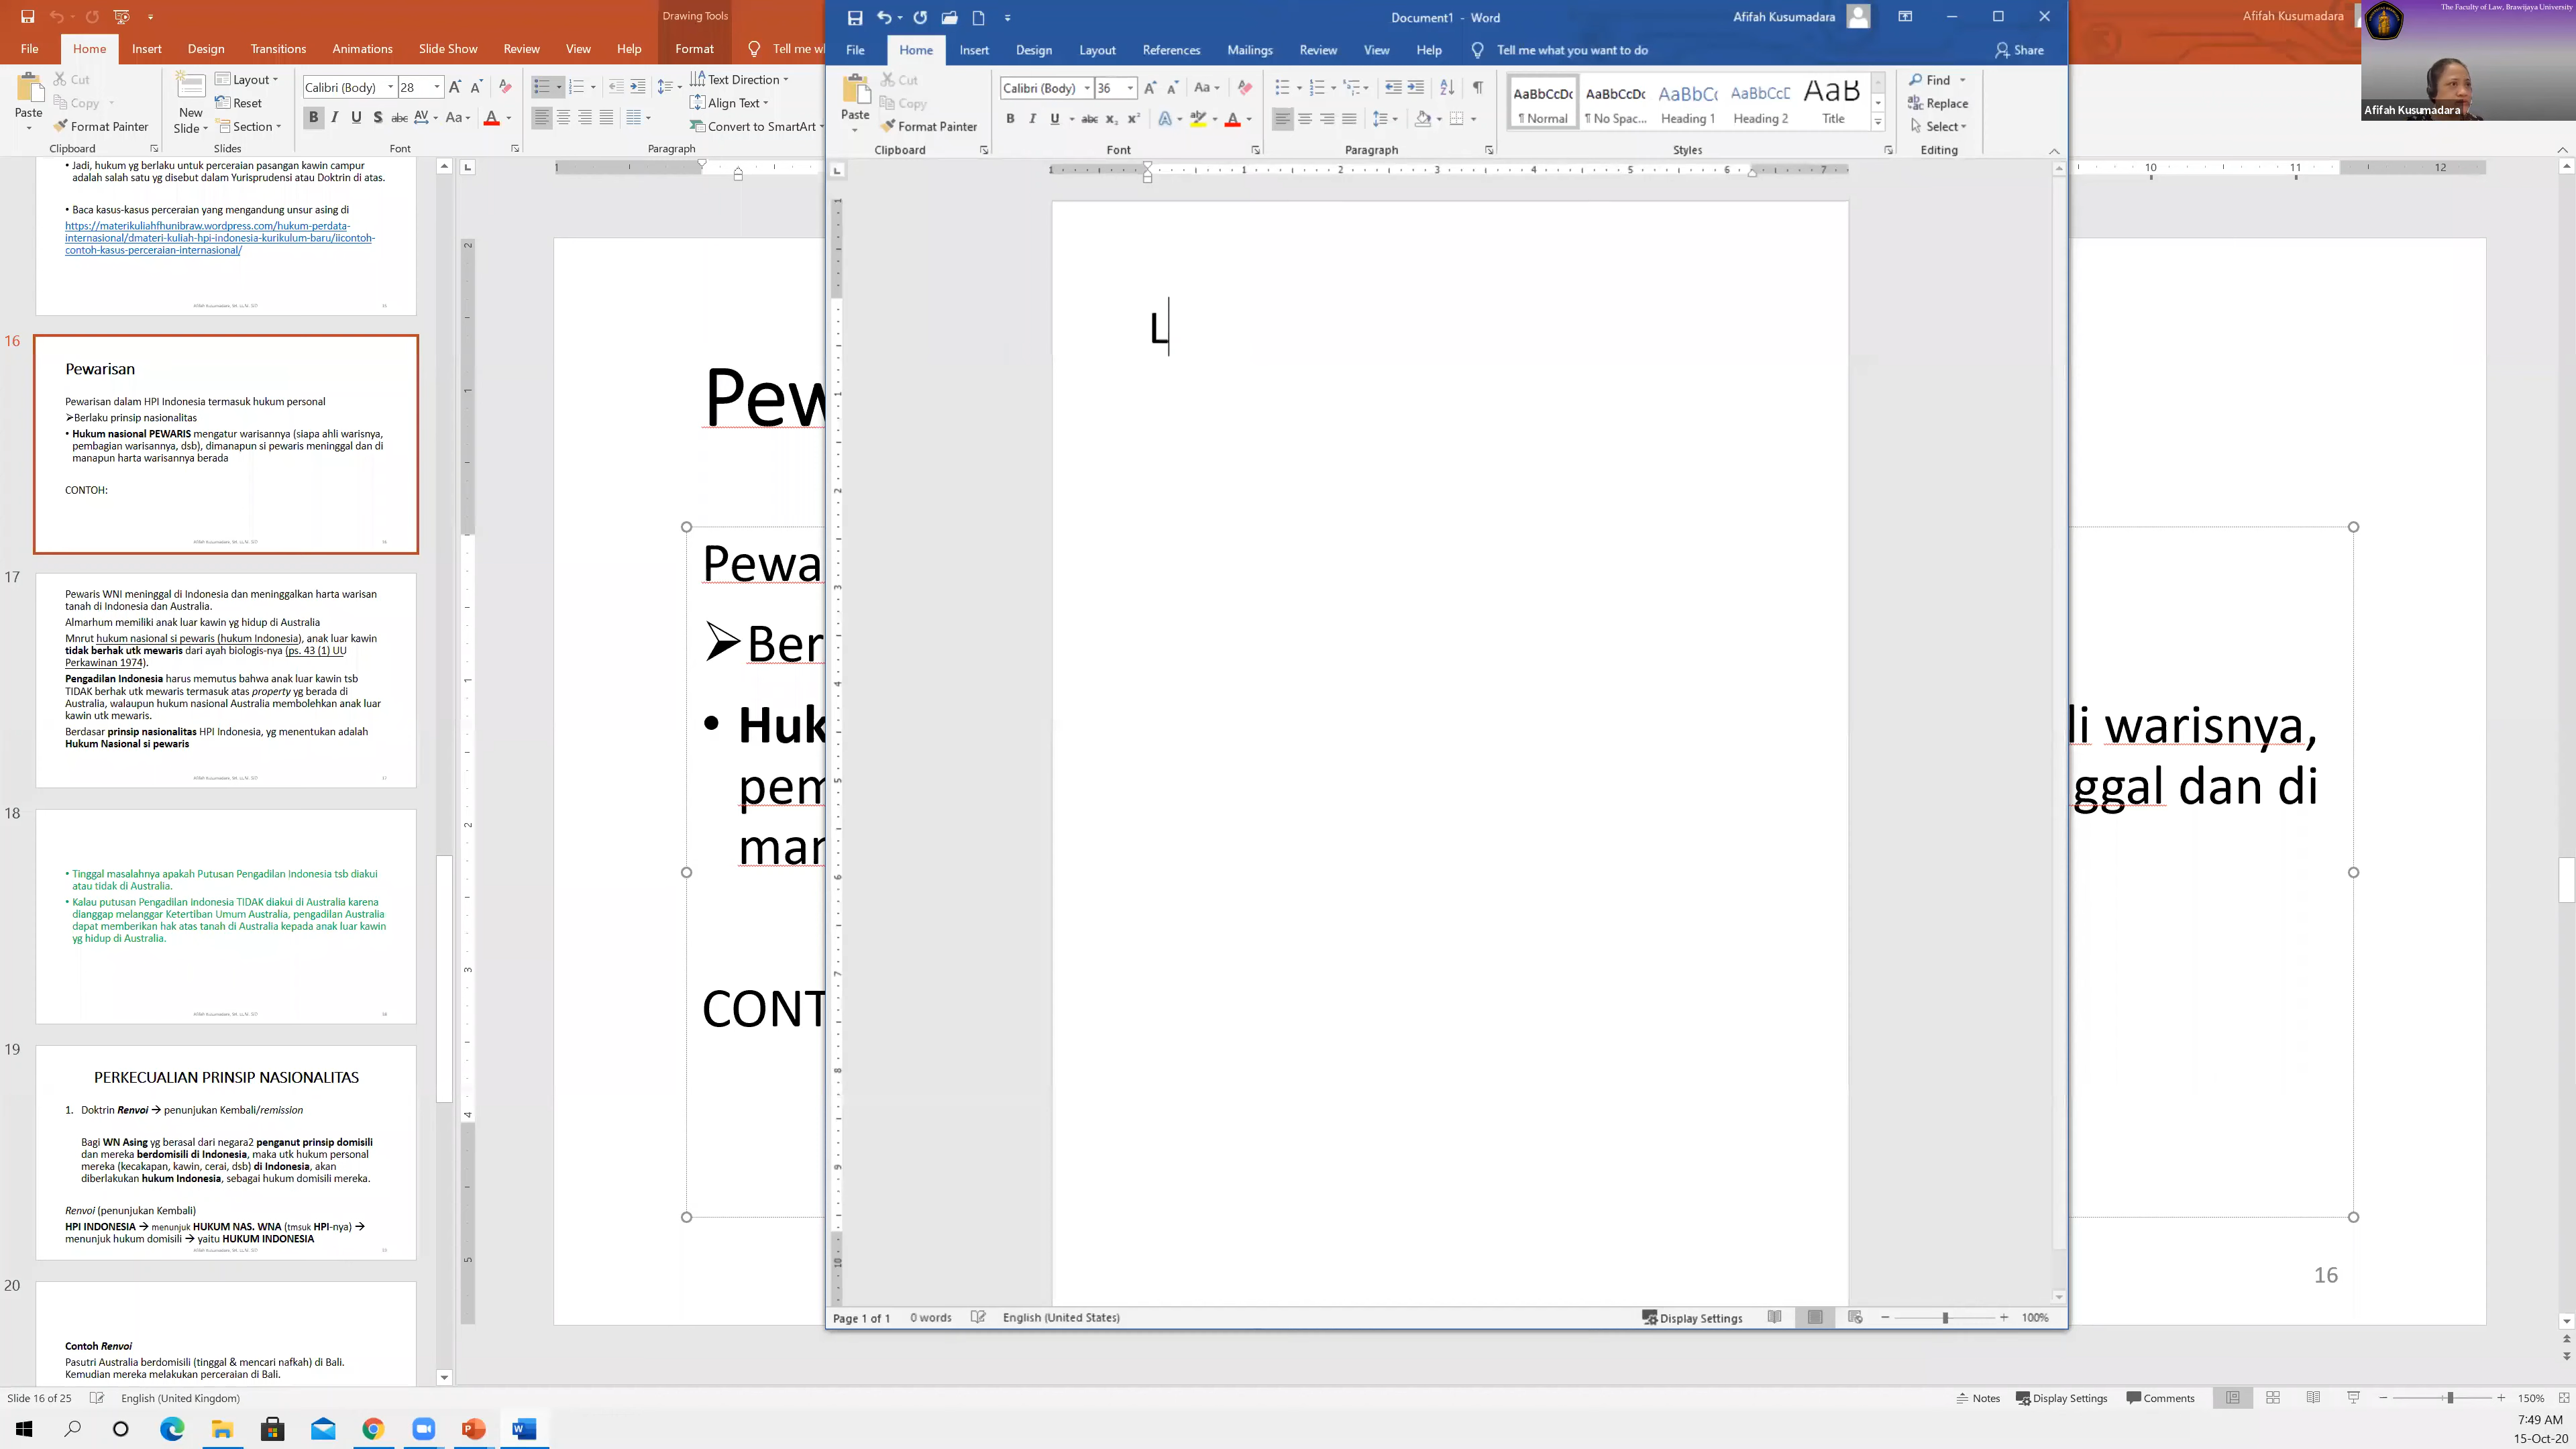 Drawing Tools
File Home Insert Design Transitions Animations Slide Show Review View Help Format Tell me wh
Cut
Copy
Paste
Format Painter
Clipboard
New
Slide
Layout
Reset
Section
Slides
Calibri (Body) 28
B I U S abc AV Aa A
Font
Text Direction
Align Text
Convert to SmartArt
Paragraph
• Jadi, hukum yg berlaku untuk perceraian pasangan kawin campur
adalah salah satu yg disebut dalam Yurisprudensi atau Doktrin di atas.
• Baca kasus-kasus perceraian yang mengandung unsur asing di
https://materikuliahfhunibraw.wordpress.com/hukum-perdata-
internasional/dmateri-kuliah-hpi-indonesia-kurikulum-baru/iicontoh-
contoh-kasus-perceraian-internasional/
16
Pewarisan
Pewarisan dalam HPI Indonesia termasuk hukum personal
➢Berlaku prinsip nasionalitas
• Hukum nasional PEWARIS mengatur warisannya (siapa ahli warisnya,
pembagian warisannya, dsb), dimanapun si pewaris meninggal dan di
manapun harta warisannya berada
CONTOH:
17
Pewaris WNI meninggal di Indonesia dan meninggalkan harta warisan
tanah di Indonesia dan Australia.
Almarhum memiliki anak luar kawin yg hidup di Australia
Mnrut hukum nasional si pewaris (hukum Indonesia), anak luar kawin
tidak berhak utk mewaris dari ayah biologis-nya (ps. 43 (1) UU
Perkawinan 1974).
Pengadilan Indonesia harus memutus bahwa anak luar kawin tsb
TIDAK berhak utk mewaris termasuk atas property yg berada di
Australia, walaupun hukum nasional Australia membolehkan anak luar
kawin utk mewaris.
Berdasar prinsip nasionalitas HPI Indonesia, yg menentukan adalah
Hukum Nasional si pewaris
18
• Tinggal masalahnya apakah Putusan Pengadilan Indonesia tsb diakui
atau tidak di Australia.
• Kalau putusan Pengadilan Indonesia TIDAK diakui di Australia karena
dianggap melanggar Ketertiban Umum Australia, pengadilan Australia
dapat memberikan hak atas tanah di Australia kepada anak luar kawin
yg hidup di Australia.
19
PERKECUALIAN PRINSIP NASIONALITAS
1. Doktrin Renvoi → penunjukan Kembali/remission
Bagi WN Asing yg berasal dari negara2 penganut prinsip domisili
dan mereka berdomisili di Indonesia, maka utk hukum personal
mereka (kecakapan, kawin, cerai, dsb) di Indonesia, akan
diberlakukan hukum Indonesia, sebagai hukum domisili mereka.
Renvoi (penunjukan Kembali)
HPI INDONESIA → menunjuk HUKUM NAS. WNA (tmsuk HPI-nya) →
menunjuk hukum domisili → yaitu HUKUM INDONESIA
20
Contoh Renvoi
Pasutri Australia berdomisili (tinggal & mencari nafkah) di Bali.
Kemudian mereka melakukan perceraian di Bali.
Pew
Pewa
➢Ber
• Huk
pem
man
CONT
li warisnya,
ggal dan di
16
Document1 - Word
Afifah Kusumadara
File Home Insert Design Layout References Mailings Review View Help Tell me what you want to do Share
Cut
Copy
Paste
Format Painter
Clipboard
Calibri (Body) 36
Font
Paragraph
AaBbCcDc AaBbCcDc AaBbCc AaBbCcE AaB
¶ Normal ¶ No Spac... Heading 1 Heading 2 Title
Styles
Find
Replace
Select
Editing
L
Page 1 of 1 0 words English (United States) Display Settings 100%
Afifah Kusumadara
The Faculty of Law, Brawijaya University
Afifah Kusumadara
Slide 16 of 25 English (United Kingdom) Notes Display Settings Comments 150%
7:49 AM
15-Oct-20